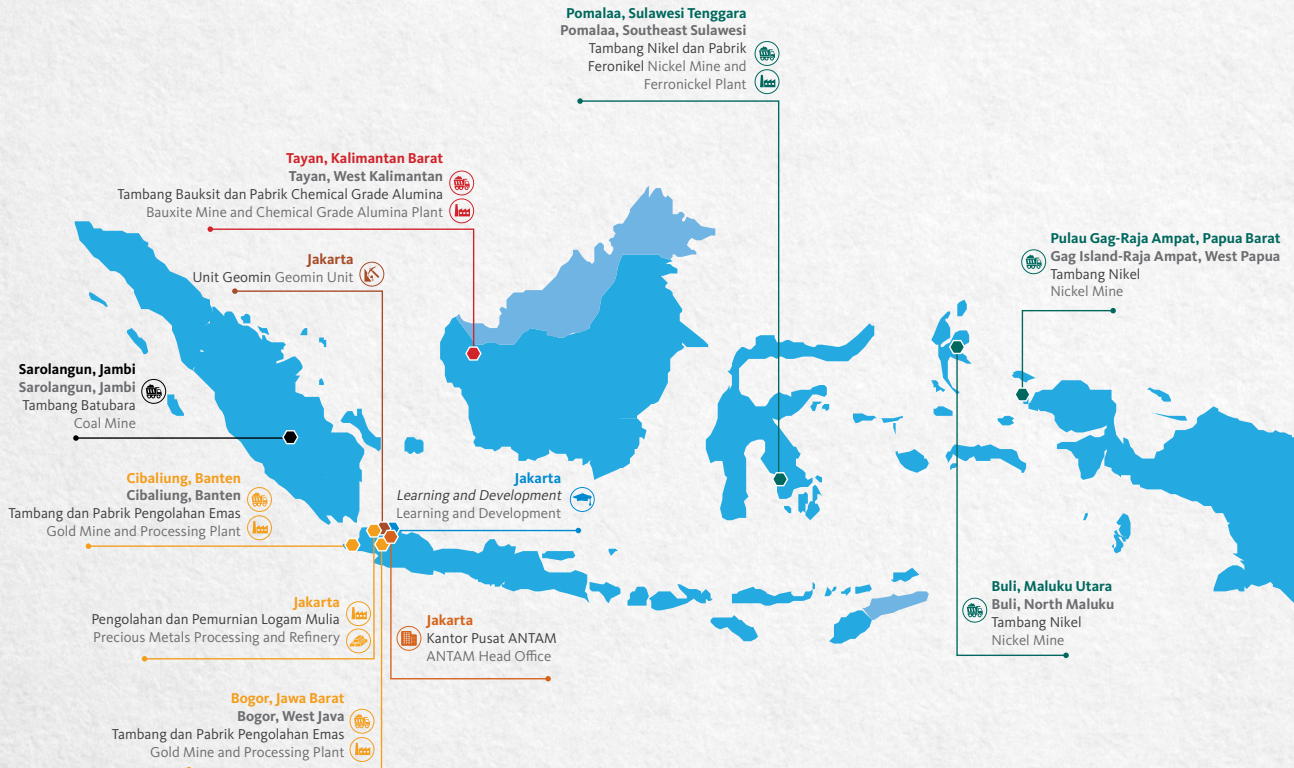 Pomalaa, Sulawesi Tenggara
Pomalaa, Southeast Sulawesi
Tambang Nikel dan Pabrik
Feronikel Nickel Mine and
Ferronickel Plant
Tayan, Kalimantan Barat
Tayan, West Kalimantan
Tambang Bauksit dan Pabrik Chemical Grade Alumina
Bauxite Mine and Chemical Grade Alumina Plant
Jakarta
Unit Geomin Geomin Unit
Pulau Gag-Raja Ampat, Papua Barat
Gag Island-Raja Ampat, West Papua
Tambang Nikel
Nickel Mine
Sarolangun, Jambi
Sarolangun, Jambi
Tambang Batubara
Coal Mine
Cibaliung, Banten
Cibaliung, Banten
Tambang dan Pabrik Pengolahan Emas
Gold Mine and Processing Plant
Jakarta
Learning and Development
Learning and Development
Jakarta
Pengolahan dan Pemurnian Logam Mulia
Precious Metals Processing and Refinery
Jakarta
Kantor Pusat ANTAM
ANTAM Head Office
Buli, Maluku Utara
Buli, North Maluku
Tambang Nikel
Nickel Mine
Bogor, Jawa Barat
Bogor, West Java
Tambang dan Pabrik Pengolahan Emas
Gold Mine and Processing Plant